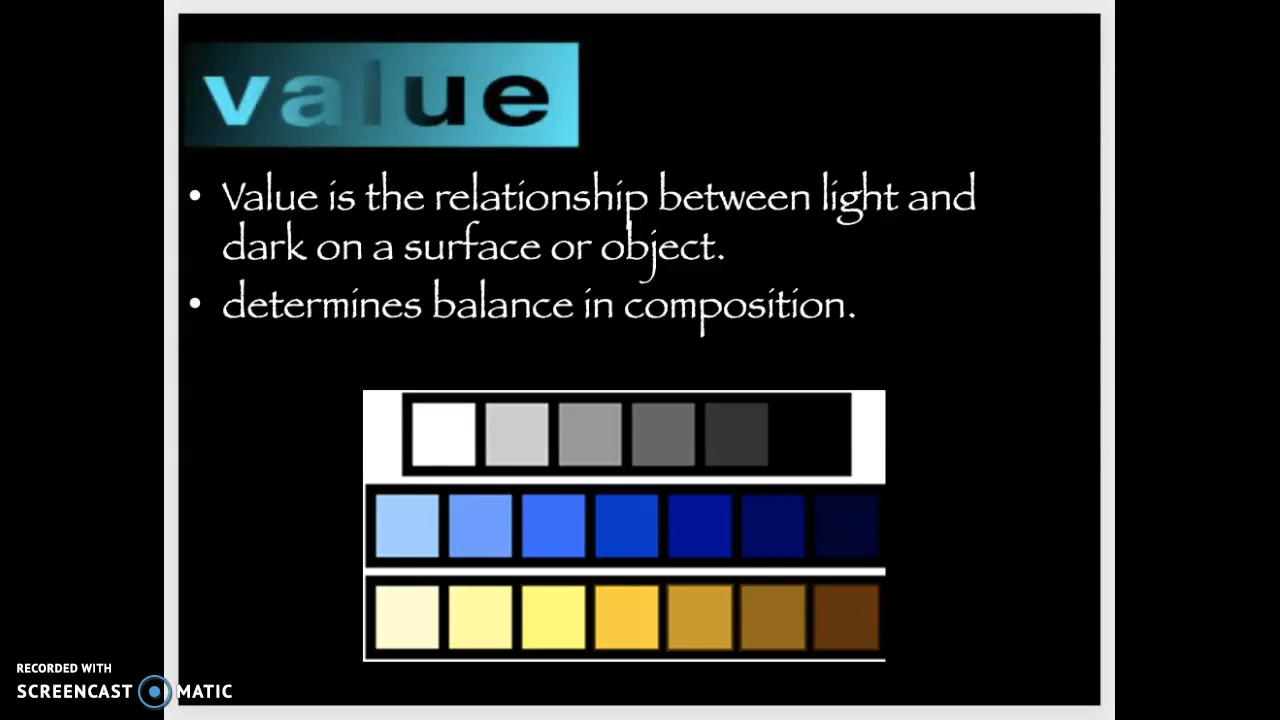 value
• Value is the relationship between light and
dark on a surface or object.
• determines balance in composition.
RECORDED WITH
SCREENCAST MATIC